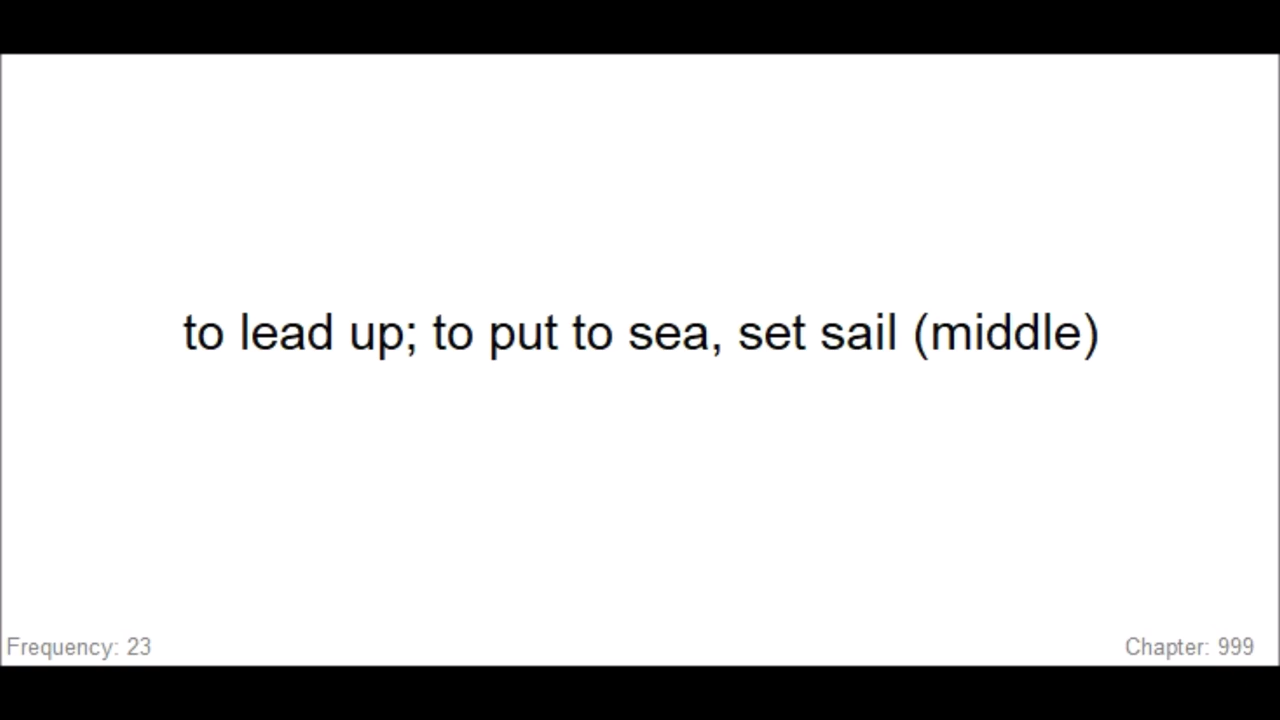 to lead up; to put to sea, set sail (middle)
Frequency: 23
Chapter: 999